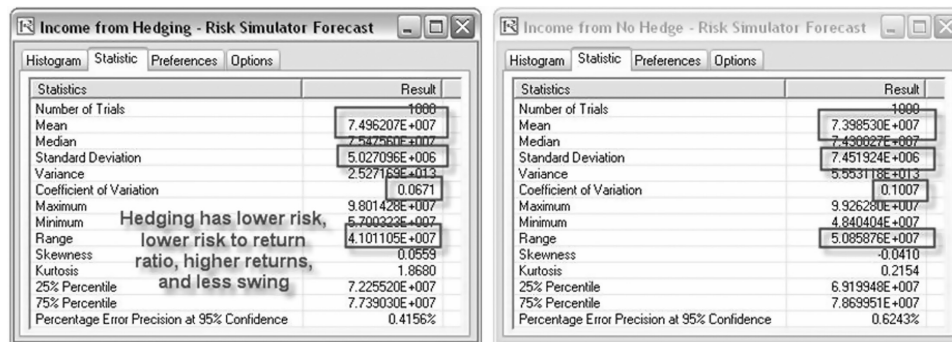 Income from Hedging - Risk Simulator Forecast
Histogram Statistic Preferences Options
Statistics Result
Number of Trials 1000
Mean 7.496207E+007
Median 7.547560E+007
Standard Deviation 5.027096E+006
Variance 2.527169E+013
Coefficient of Variation 0.0671
Maximum 9.801428E+007
Minimum 5.700323E+007
Range 4.101105E+007
Skewness 0.0559
Kurtosis 1.8680
25% Percentile 7.225520E+007
75% Percentile 7.739030E+007
Percentage Error Precision at 95% Confidence 0.4156%
Hedging has lower risk,
lower risk to return
ratio, higher returns,
and less swing
Income from No Hedge - Risk Simulator Forecast
Histogram Statistic Preferences Options
Statistics Result
Number of Trials 1000
Mean 7.398530E+007
Median 7.430027E+007
Standard Deviation 7.451924E+006
Variance 5.553118E+013
Coefficient of Variation 0.1007
Maximum 9.926280E+007
Minimum 4.840404E+007
Range 5.085876E+007
Skewness -0.0410
Kurtosis 0.2154
25% Percentile 6.919948E+007
75% Percentile 7.869951E+007
Percentage Error Precision at 95% Confidence 0.6243%